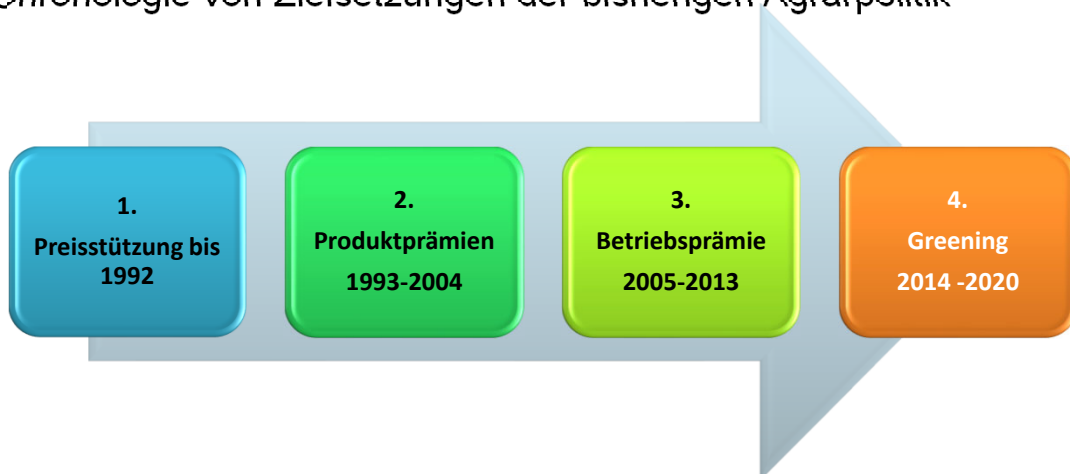 Chronologie von Zielsetzungen der bisherigen Agrarpolitik
1.
Preisstützung bis
1992
2.
Produktprämien
1993-2004
3.
Betriebsprämie
2005-2013
4.
Greening
2014 -2020